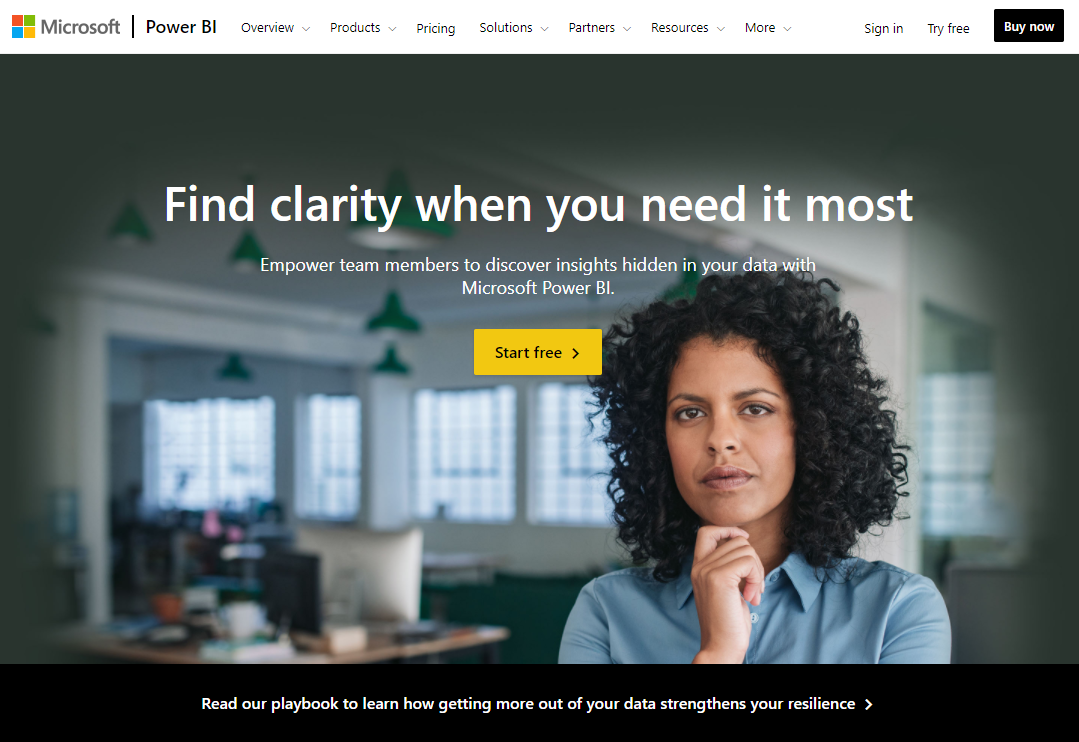 Microsoft Power BI Overview Products Pricing Solutions Partners Resources More Sign in Try free Buy now
Find clarity when you need it most
Empower team members to discover insights hidden in your data with
Microsoft Power BI.
Start free
Read our playbook to learn how getting more out of your data strengthens your resilience